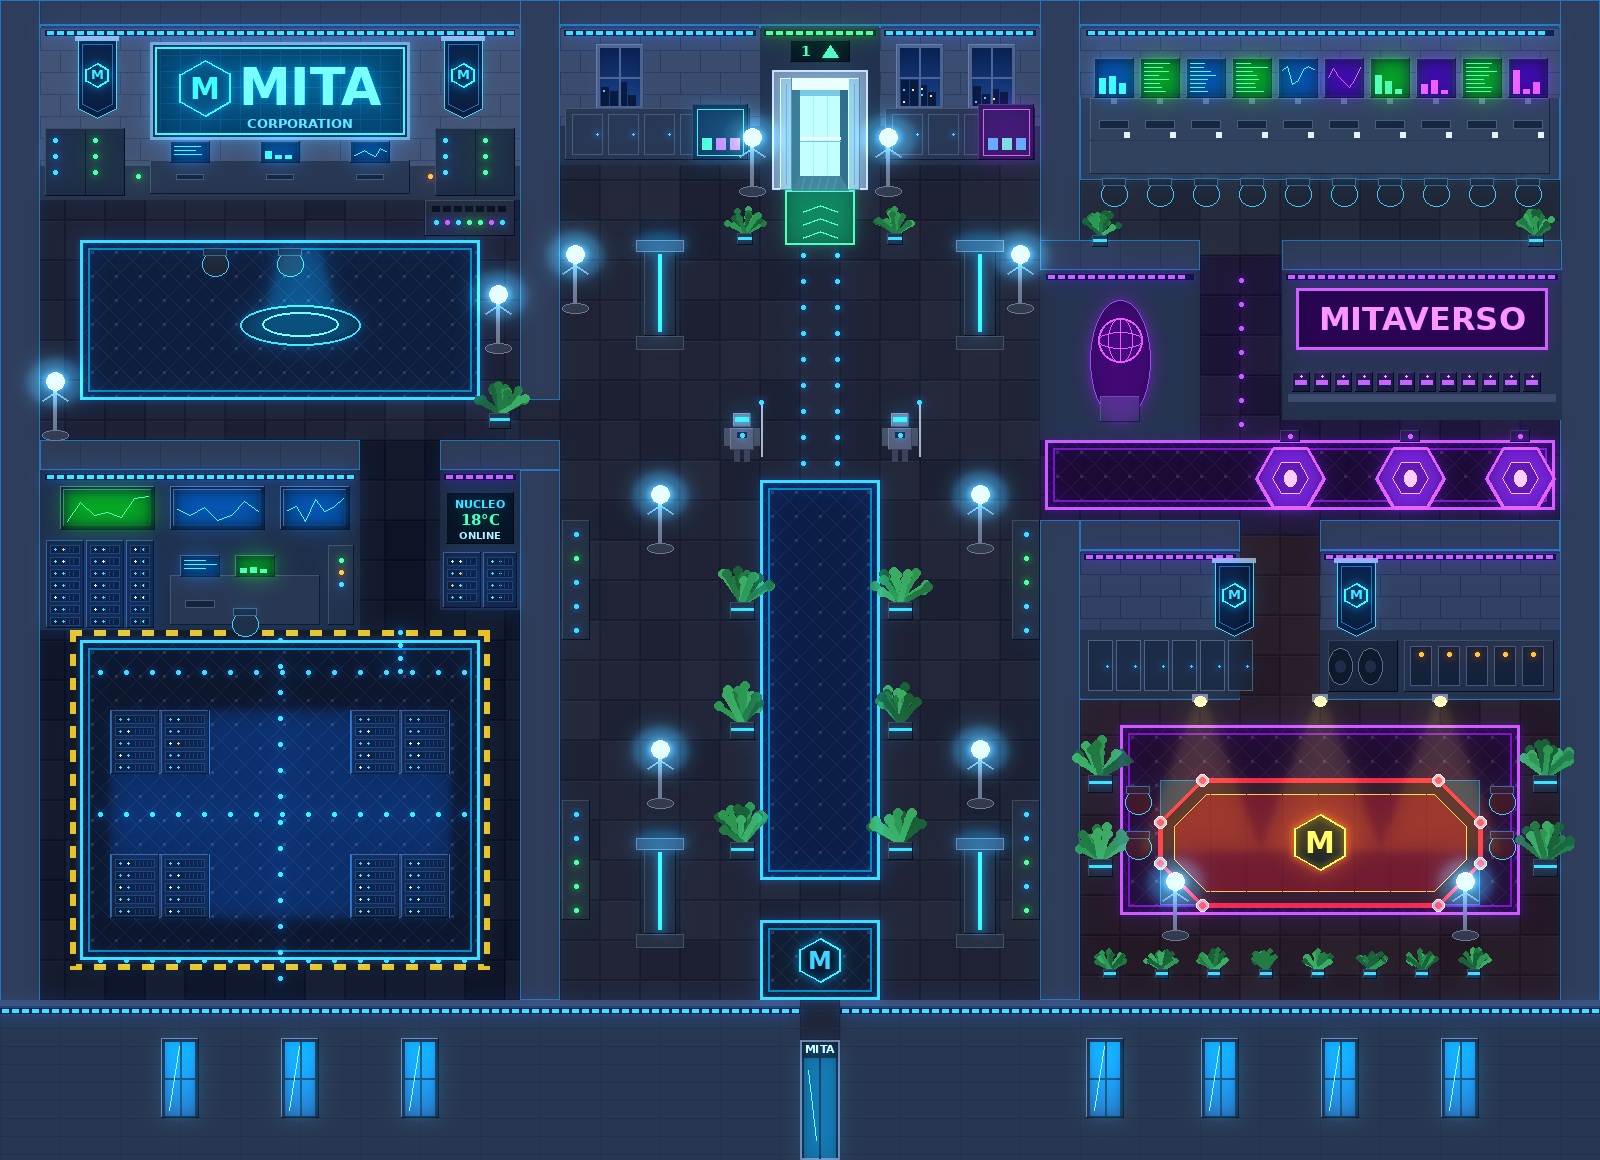 M
M MITA
CORPORATION
M
1
MITAVERSO
NUCLEO
18°C
ONLINE
M
M
M
M
MITA